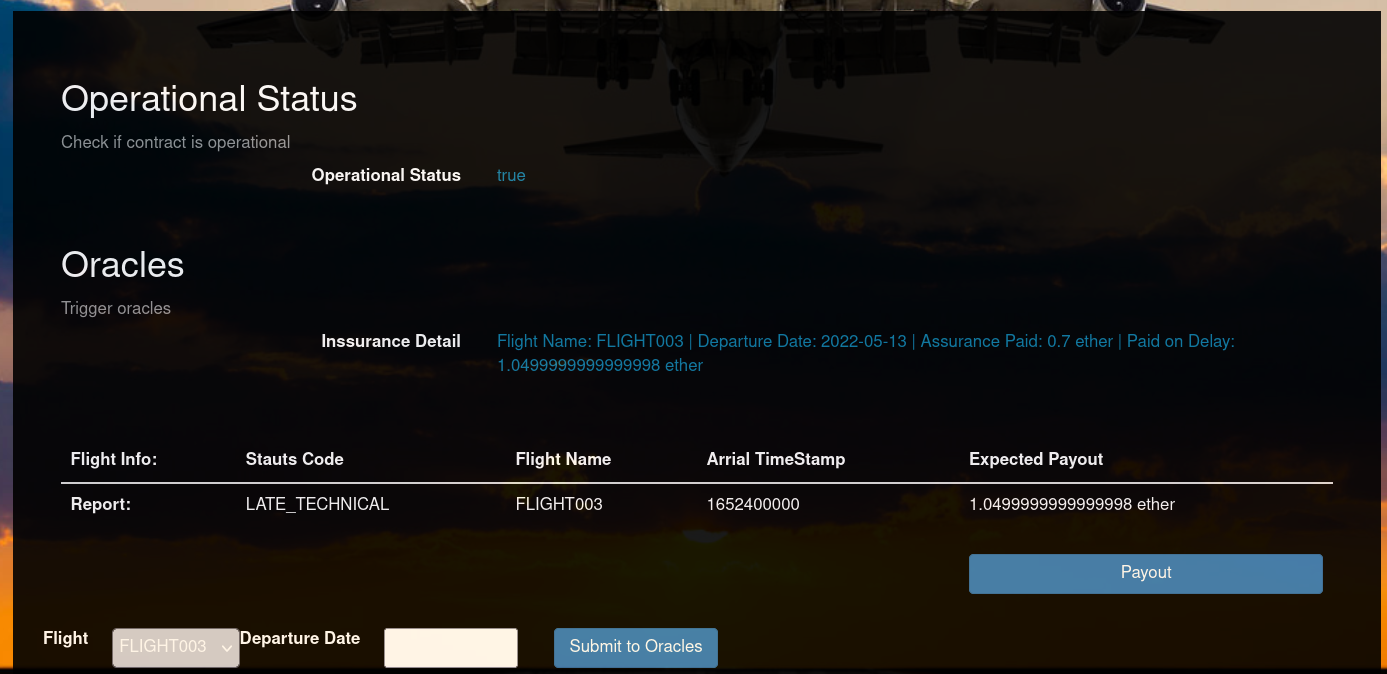 Operational Status
Check if contract is operational
Operational Status true
Oracles
Trigger oracles
Inssurance Detail Flight Name: FLIGHT003 | Departure Date: 2022-05-13 | Assurance Paid: 0.7 ether | Paid on Delay:
1.0499999999999998 ether
Flight Info: Stauts Code Flight Name Arrial TimeStamp Expected Payout
Report: LATE_TECHNICAL FLIGHT003 1652400000 1.0499999999999998 ether
Payout
Flight FLIGHT003 Departure Date Submit to Oracles